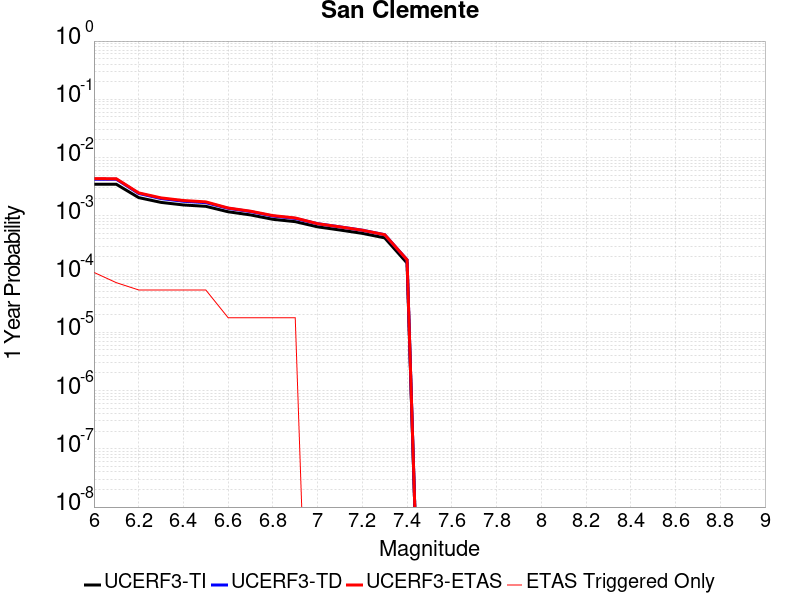 San Clemente
10^0
10^-1
10^-2
10^-3
10^-4
10^-5
10^-6
10^-7
10^-8
1 Year Probability
6 6.2 6.4 6.6 6.8 7 7.2 7.4 7.6 7.8 8 8.2 8.4 8.6 8.8 9
Magnitude
UCERF3-TI UCERF3-TD UCERF3-ETAS ETAS Triggered Only